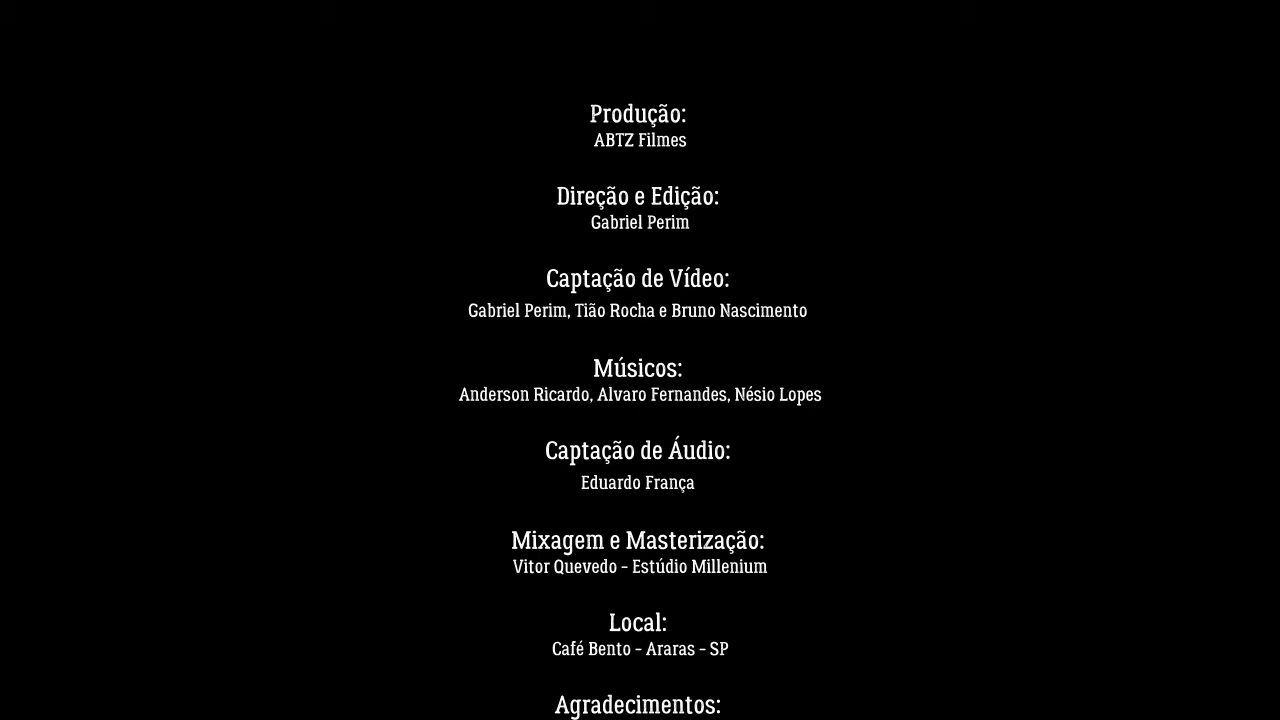 Produção:
ABTZ Filmes
Direção e Edição:
Gabriel Perim
Captação de Vídeo:
Gabriel Perim, Tião Rocha e Bruno Nascimento
Músicos:
Anderson Ricardo, Alvaro Fernandes, Nésio Lopes
Captação de Áudio:
Eduardo França
Mixagem e Masterização:
Vitor Quevedo - Estúdio Millenium
Local:
Café Bento - Araras - SP
Agradecimentos: